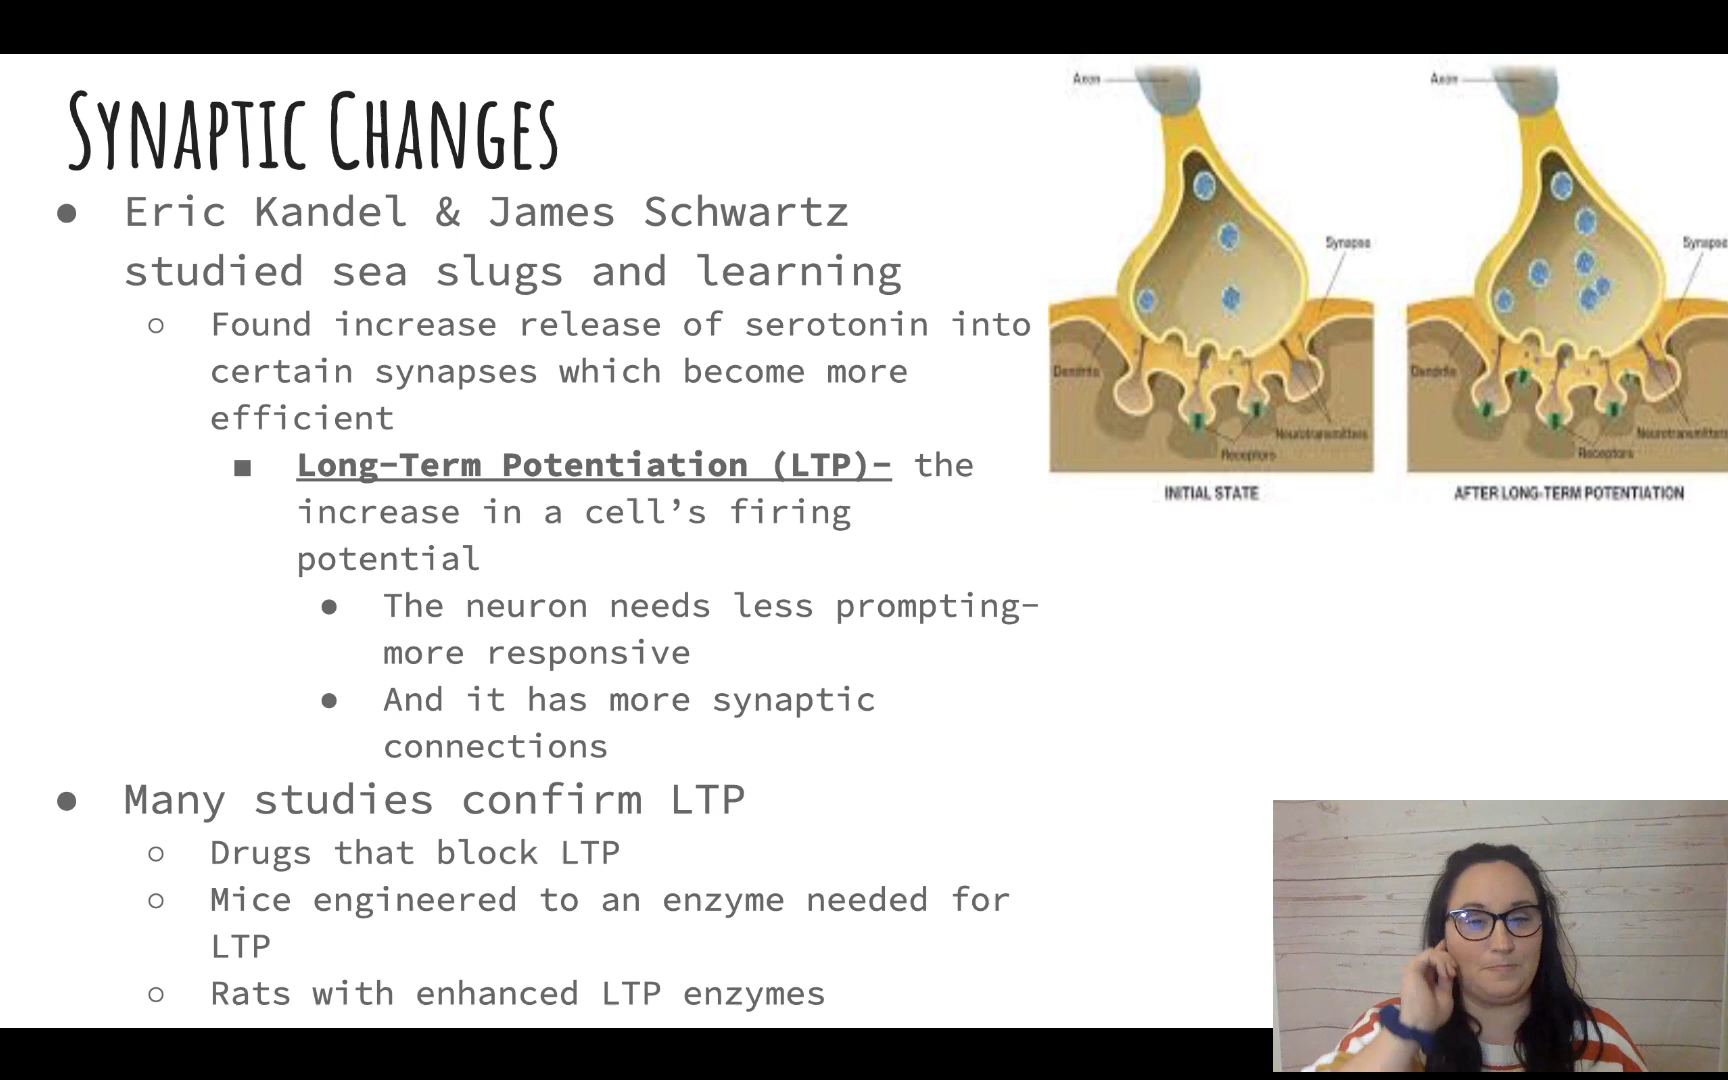 Synaptic Changes
● Eric Kandel & James Schwartz
studied sea slugs and learning
○ Found increase release of serotonin into
certain synapses which become more
efficient
■ Long-Term Potentiation (LTP)- the
increase in a cell’s firing
potential
● The neuron needs less prompting-
more responsive
● And it has more synaptic
connections
● Many studies confirm LTP
○ Drugs that block LTP
○ Mice engineered to an enzyme needed for
LTP
○ Rats with enhanced LTP enzymes
Axon
Synapse
Dendrite
Neurotransmitters
Receptors
INITIAL STATE
Axon
Synapse
Dendrite
Neurotransmitters
Receptors
AFTER LONG-TERM POTENTIATION